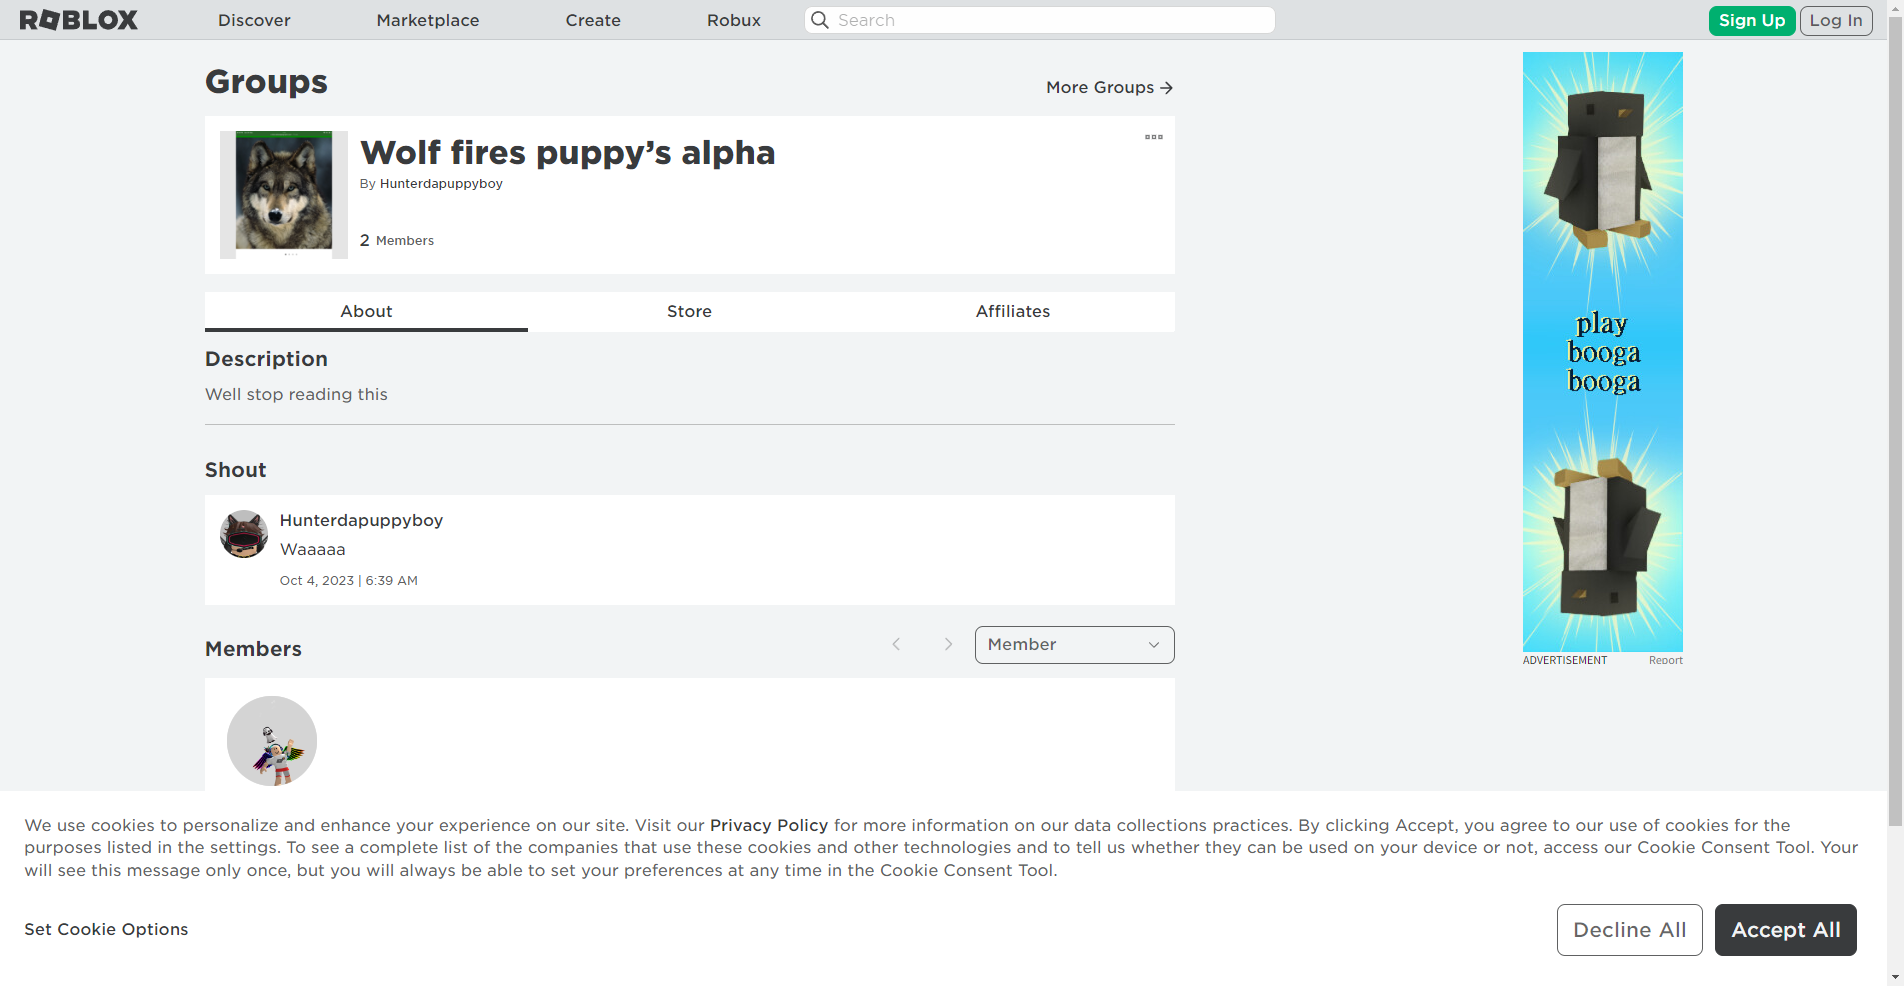 ROBLOX
Discover
Marketplace
Create
Robux
Search
Sign Up
Log In
Groups
More Groups
Wolf fires puppy’s alpha
By Hunterdapuppyboy
2 Members
About
Store
Affiliates
Description
Well stop reading this
Shout
Hunterdapuppyboy
Waaaaa
Oct 4, 2023 | 6:39 AM
Members
Member
play
booga
booga
ADVERTISEMENT
Report
We use cookies to personalize and enhance your experience on our site. Visit our Privacy Policy for more information on our data collections practices. By clicking Accept, you agree to our use of cookies for the
purposes listed in the settings. To see a complete list of the companies that use these cookies and other technologies and to tell us whether they can be used on your device or not, access our Cookie Consent Tool. Your
will see this message only once, but you will always be able to set your preferences at any time in the Cookie Consent Tool.
Set Cookie Options
Decline All
Accept All